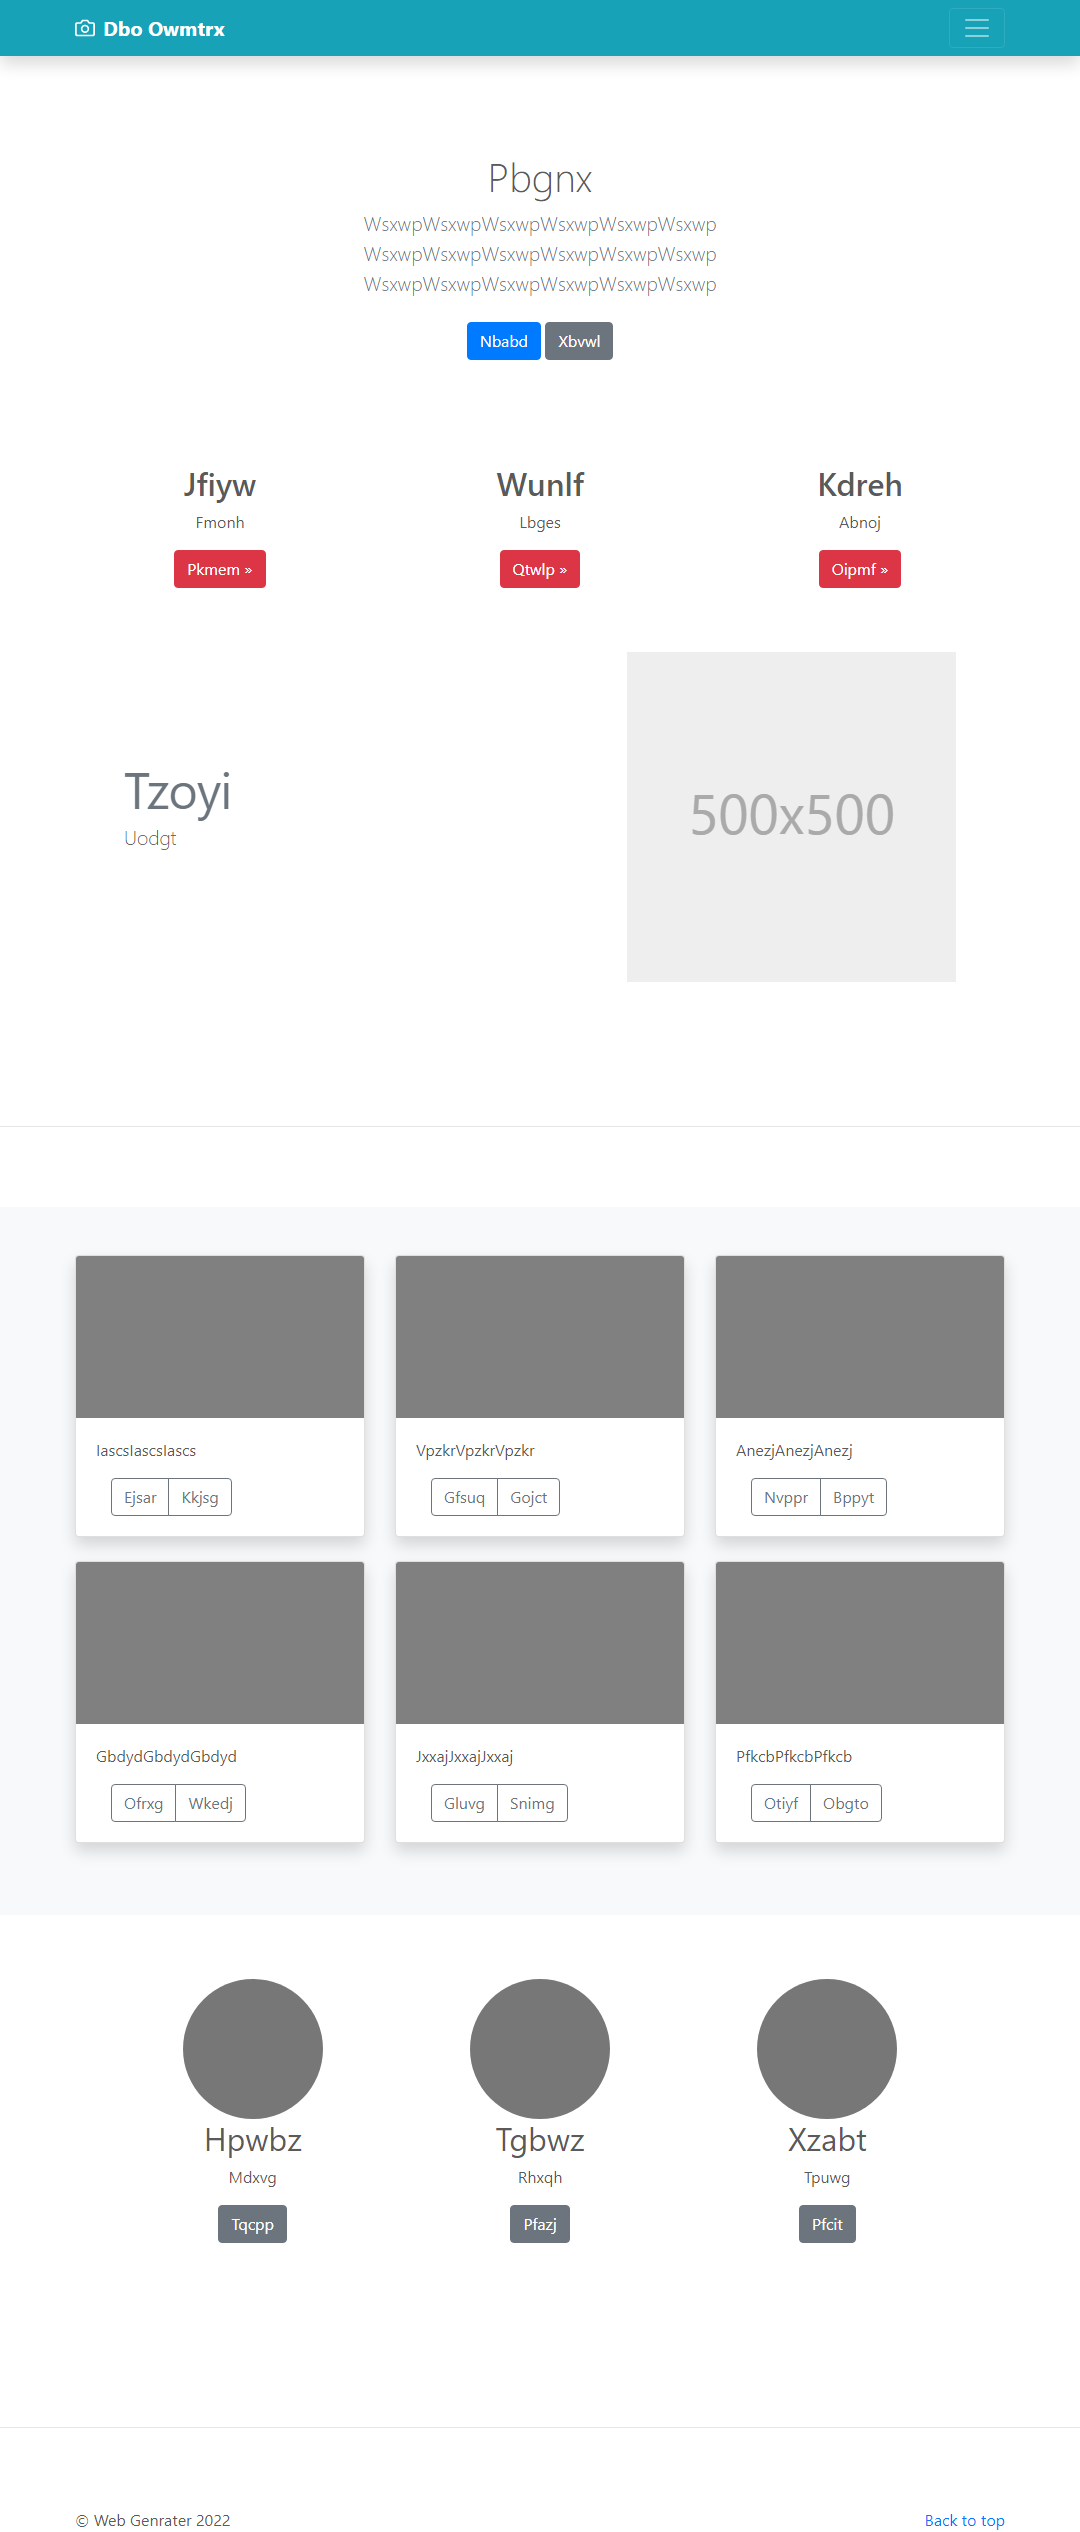 Dbo Owmtrx
Pbgnx
WsxwpWsxwpWsxwpWsxwpWsxwpWsxwp
WsxwpWsxwpWsxwpWsxwpWsxwpWsxwp
WsxwpWsxwpWsxwpWsxwpWsxwpWsxwp
Nbabd Xbvwl
Jfiyw Wunlf Kdreh
Fmonh Lbges Abnoj
Pkmem » Qtwlp » Oipmf »
Tzoyi
Uodgt
500x500
IascsIascsIascs VpzkrVpzkrVpzkr AnezjAnezjAnezj
Ejsar Kkjsg Gfsuq Gojct Nvppr Bppyt
GbdydGbdydGbdyd JxxajJxxajJxxaj PfkcbPfkcbPfkcb
Ofrxg Wkedj Gluvg Snimg Otiyf Obgto
Hpwbz Tgbwz Xzabt
Mdxvg Rhxqh Tpuwg
Tqcpp Pfazj Pfcit
© Web Genrater 2022 Back to top